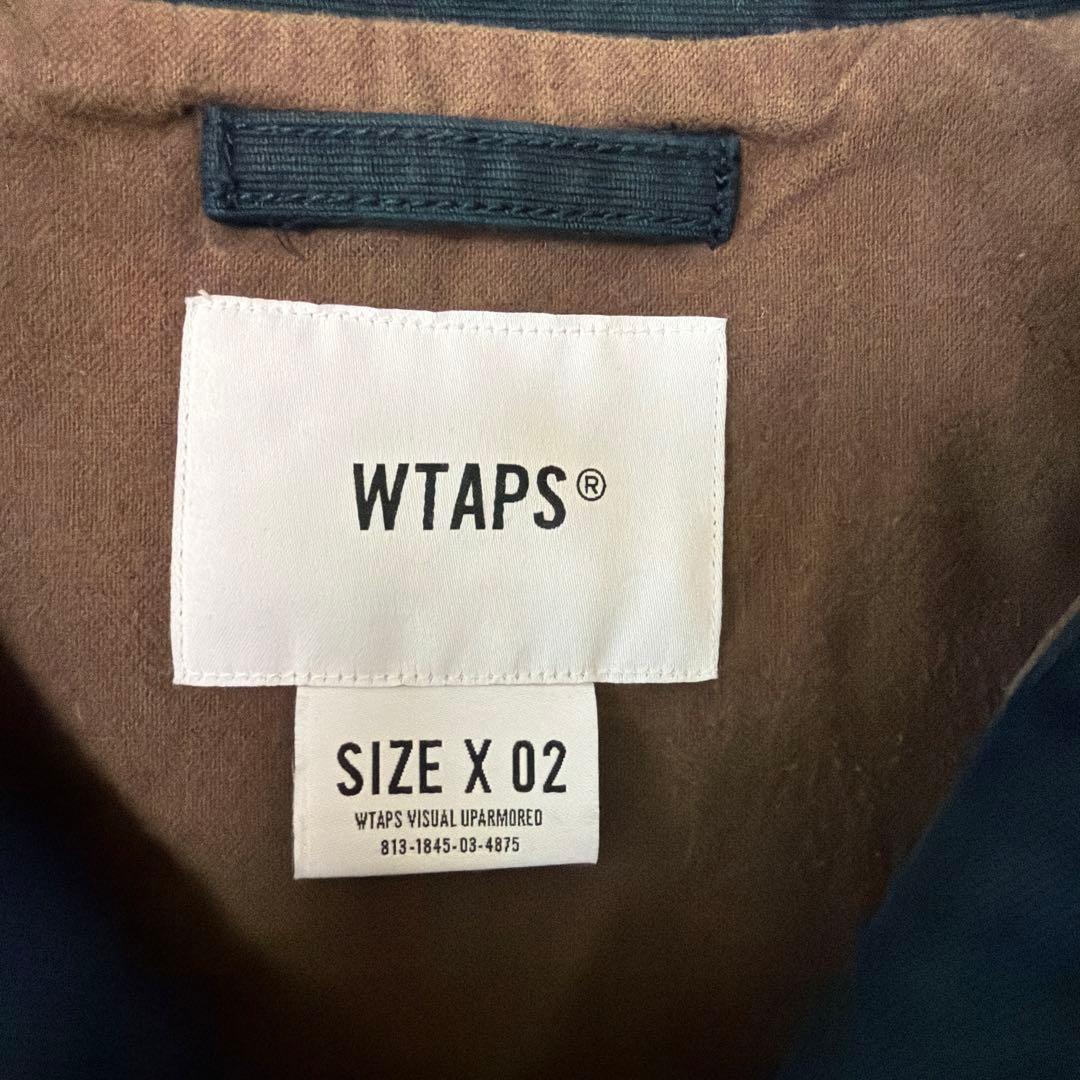 WTAPS®
SIZE X 02
WTAPS VISUAL UPARMORED
813-1845-03-4875